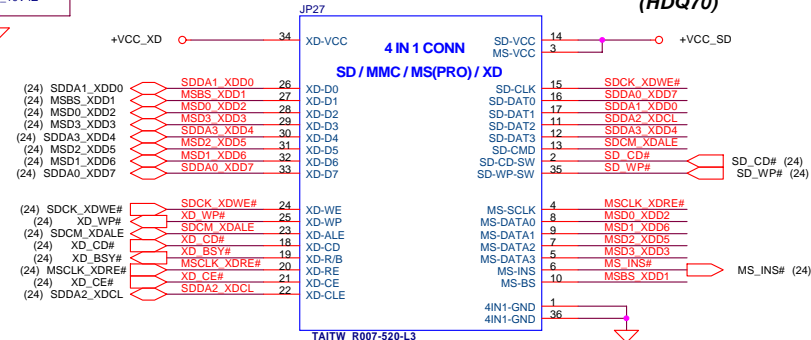 (HDQ70)
JP27
+VCC_XD 34 XD-VCC 4 IN 1 CONN SD-VCC 14 +VCC_SD
MS-VCC 3
SD / MMC / MS(PRO) / XD
(24) SDDA1_XDD0 SDDA1_XDD0 26 XD-D0 SD-CLK 15 SDCK_XDWE#
(24) MSBS_XDD1 MSBS_XDD1 27 XD-D1 SD-DAT0 16 SDDA0_XDD7
(24) MSD0_XDD2 MSD0_XDD2 28 XD-D2 SD-DAT1 17 SDDA1_XDD0
(24) MSD3_XDD3 MSD3_XDD3 29 XD-D3 SD-DAT2 11 SDDA2_XDCL
(24) SDDA3_XDD4 SDDA3_XDD4 30 XD-D4 SD-DAT3 12 SDDA3_XDD4
(24) MSD2_XDD5 MSD2_XDD5 31 XD-D5 SD-CMD 13 SDCM_XDALE
(24) MSD1_XDD6 MSD1_XDD6 32 XD-D6 SD-CD-SW 2 SD_CD# SD_CD# (24)
(24) SDDA0_XDD7 SDDA0_XDD7 33 XD-D7 SD-WP-SW 35 SD_WP# SD_WP# (24)
(24) SDCK_XDWE# SDCK_XDWE# 24 XD-WE MS-SCLK 4 MSCLK_XDRE#
(24) XD_WP# XD_WP# 25 XD-WP MS-DATA0 8 MSD0_XDD2
(24) SDCM_XDALE SDCM_XDALE 23 XD-ALE MS-DATA1 9 MSD1_XDD6
(24) XD_CD# XD_CD# 18 XD-CD MS-DATA2 7 MSD2_XDD5
(24) XD_BSY# XD_BSY# 19 XD-R/B MS-DATA3 5 MSD3_XDD3
(24) MSCLK_XDRE# MSCLK_XDRE# 20 XD-RE MS-INS 6 MS_INS# MS_INS# (24)
(24) XD_CE# XD_CE# 21 XD-CE MS-BS 10 MSBS_XDD1
(24) SDDA2_XDCL SDDA2_XDCL 22 XD-CLE
4IN1-GND 1
4IN1-GND 36
TAITW_R007-520-L3